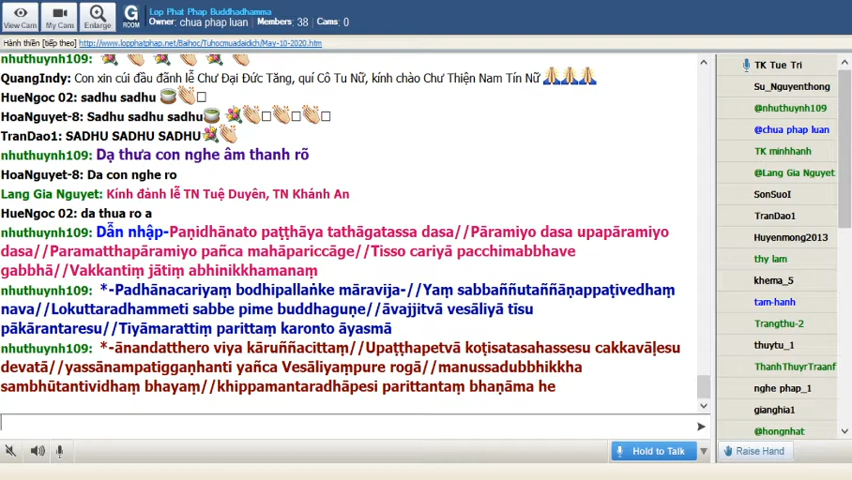 View Cam
My Cam
Enlarge
G
ROOM
Lop Phat Phap Buddhadhamma
Owner: chua phap luan Members: 38 Cams: 0
Hành thiền [tiếp theo] http://www.lopphatphap.net/Baihoc/Tuhocmuadaidich/May-10-2020.htm
nhuthuynh109:
QuangIndy: Con xin cúi đầu đãnh lễ Chư Đại Đức Tăng, quí Cô Tu Nữ, kính chào Chư Thiện Nam Tín Nữ
HueNgoc 02: sadhu sadhu
HoaNguyet-8: Sadhu sadhu sadhu
TranDao1: SADHU SADHU SADHU
nhuthuynh109: Dạ thưa con nghe âm thanh rõ
HoaNguyet-8: Da con nghe ro
Lang Gia Nguyet: Kính đảnh lễ TN Tuệ Duyên, TN Khánh An
HueNgoc 02: da thua ro a
nhuthuynh109: Dẫn nhập-Paṇidhānato paṭṭhāya tathāgatassa dasa//Pāramiyo dasa upapāramiyo
dasa//Paramatthapāramiyo pañca mahāpariccāge//Tisso cariyā pacchimabbhave
gabbhā//Vakkantiṃ jātiṃ abhinikkhamanaṃ
nhuthuynh109: *-Padhānacariyaṃ bodhipallaṅke māravija-//Yaṃ sabbaññutaññāṇappaṭivedhaṃ
nava//Lokuttaradhammeti sabbe pime buddhaguṇe//āvajjitvā vesāliyā tīsu
pākārantaresu//Tiyāmarattiṃ parittaṃ karonto āyasmā
nhuthuynh109: *-ānandatthero viya kāruññacittaṃ//Upaṭṭhapetvā koṭisatasahassesu cakkavāḷesu
devatā//yassānampatiggaṇhanti yañca Vesāliyaṃpure rogā//manussadubbhikkha
sambhūtantividhaṃ bhayaṃ//khippamantaradhāpesi parittantaṃ bhaṇāma he
Hold to Talk
Raise Hand
TK Tue Tri
Su_Nguyenthong
@nhuthuynh109
@chua phap luan
TK minhhanh
@Lang Gia Nguyet
SonSuoI
TranDao1
Huyenmong2013
thy lam
khema_5
tam-hanh
Trangthu-2
thuytu_1
ThanhThuyrTraanf
nghe phap_1
gianghia1
@hongnhat